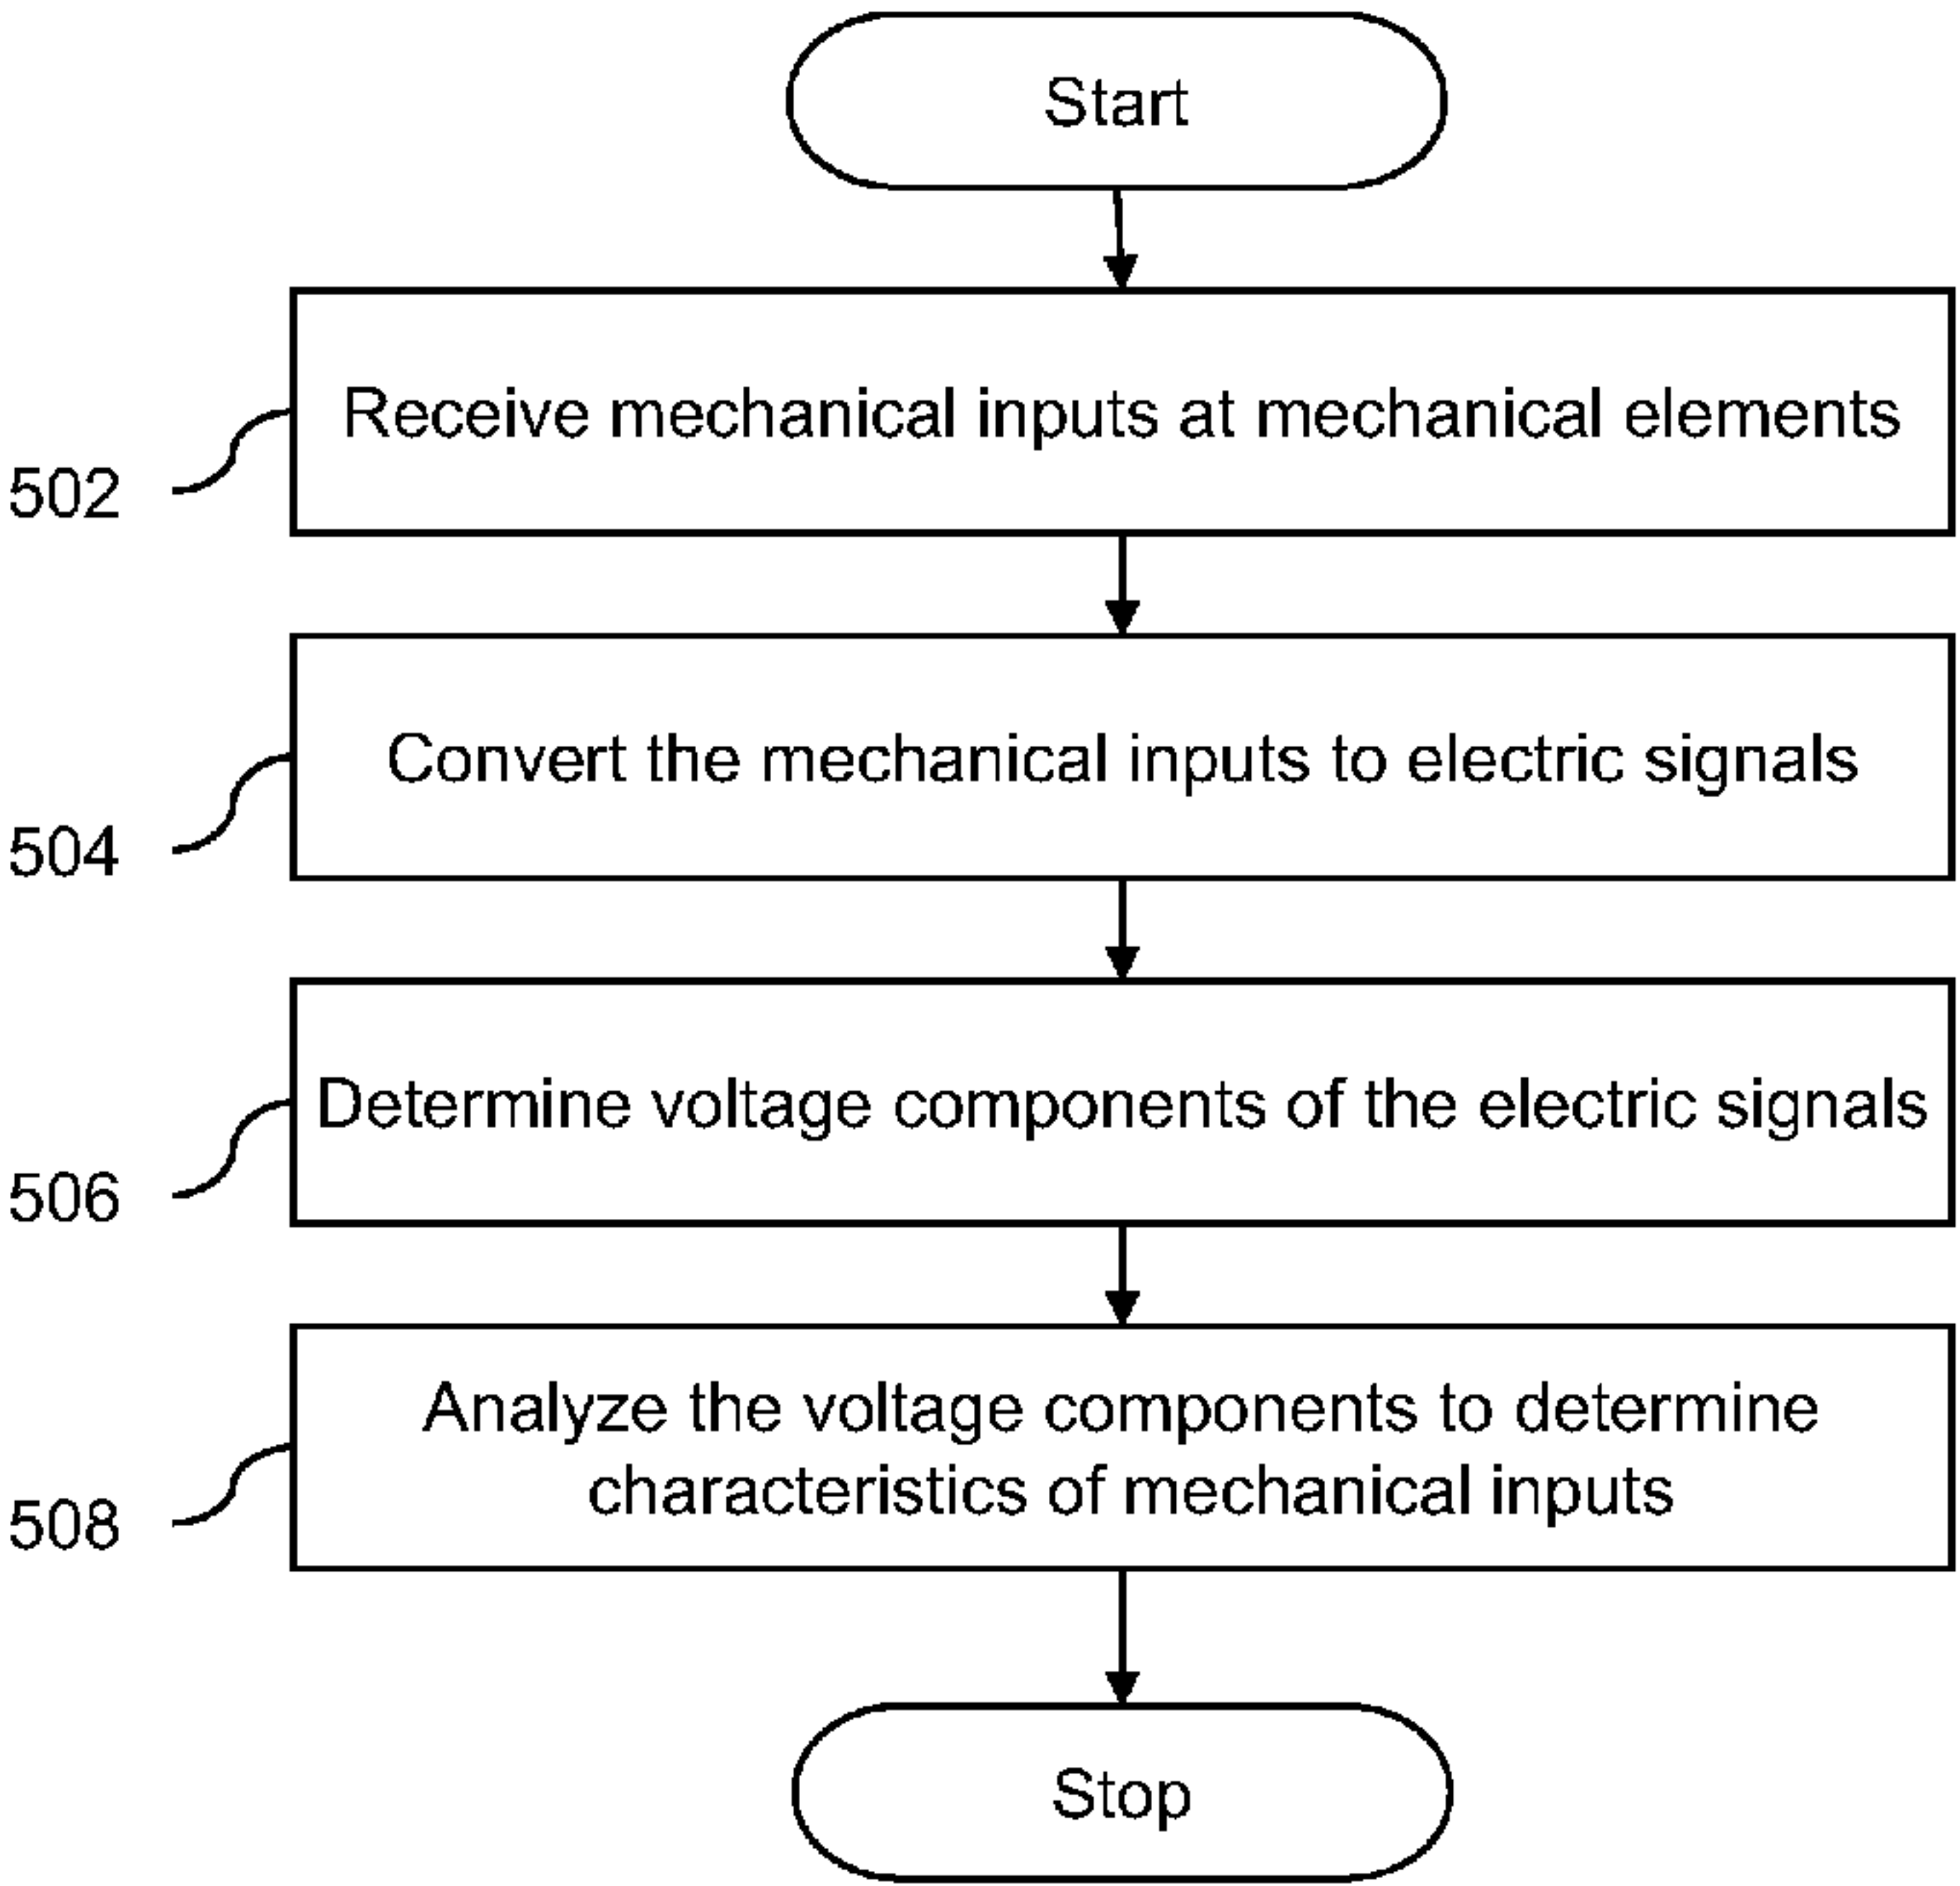 Start
Receive mechanical inputs at mechanical elements
502
Convert the mechanical inputs to electric signals
504
Determine voltage components of the electric signals
506
Analyze the voltage components to determine
characteristics of mechanical inputs
508
Stop